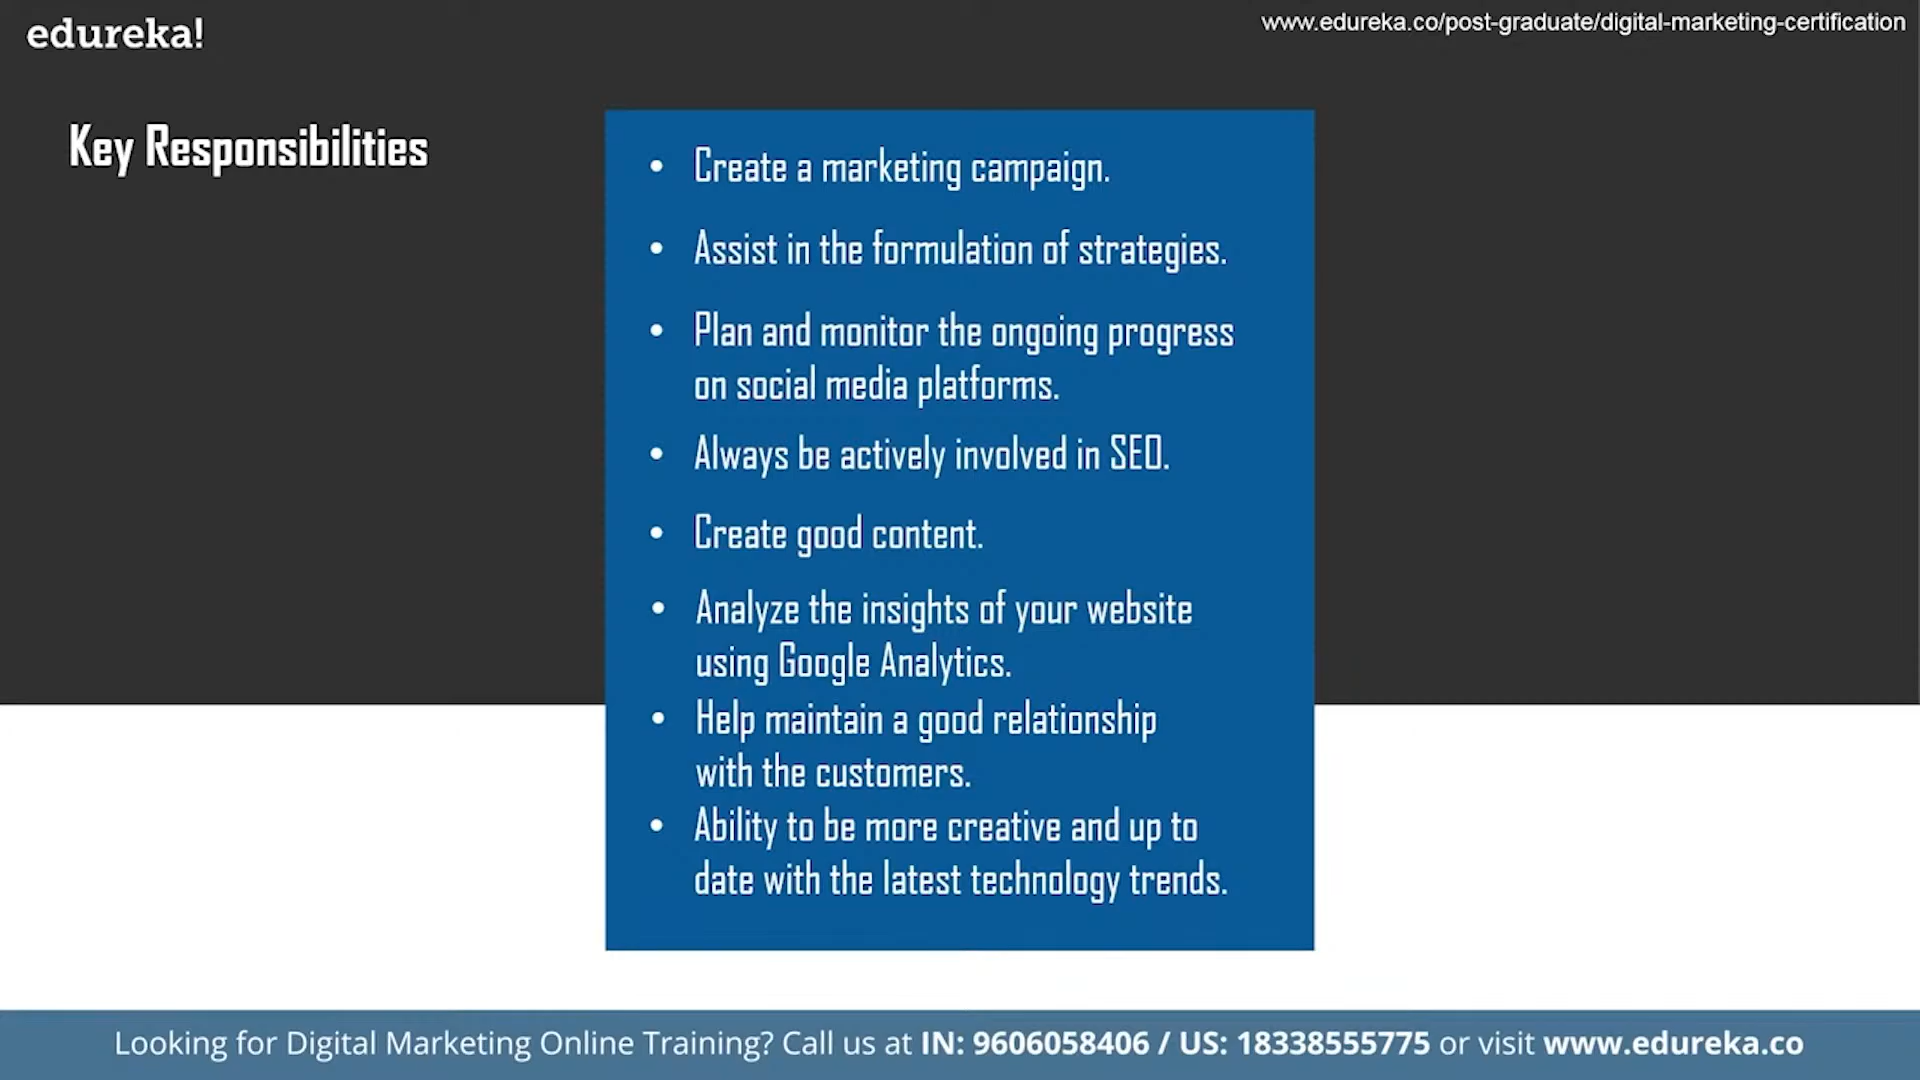 edureka!
www.edureka.co/post-graduate/digital-marketing-certification
Key Responsibilities
• Create a marketing campaign.
• Assist in the formulation of strategies.
• Plan and monitor the ongoing progress
on social media platforms.
• Always be actively involved in SEO.
• Create good content.
• Analyze the insights of your website
using Google Analytics.
• Help maintain a good relationship
with the customers.
• Ability to be more creative and up to
date with the latest technology trends.
Looking for Digital Marketing Online Training? Call us at IN: 9606058406 / US: 18338555775 or visit www.edureka.co